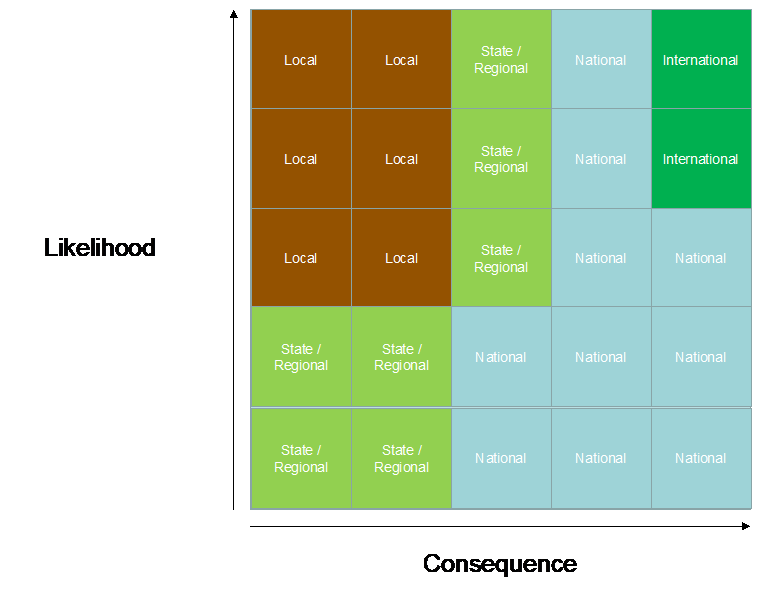 Local
Local
State /
Regional
National
International
Local
Local
State /
Regional
National
International
Likelihood
Local
Local
State /
Regional
National
National
State /
Regional
State /
Regional
National
National
National
State /
Regional
State /
Regional
National
National
National
Consequence